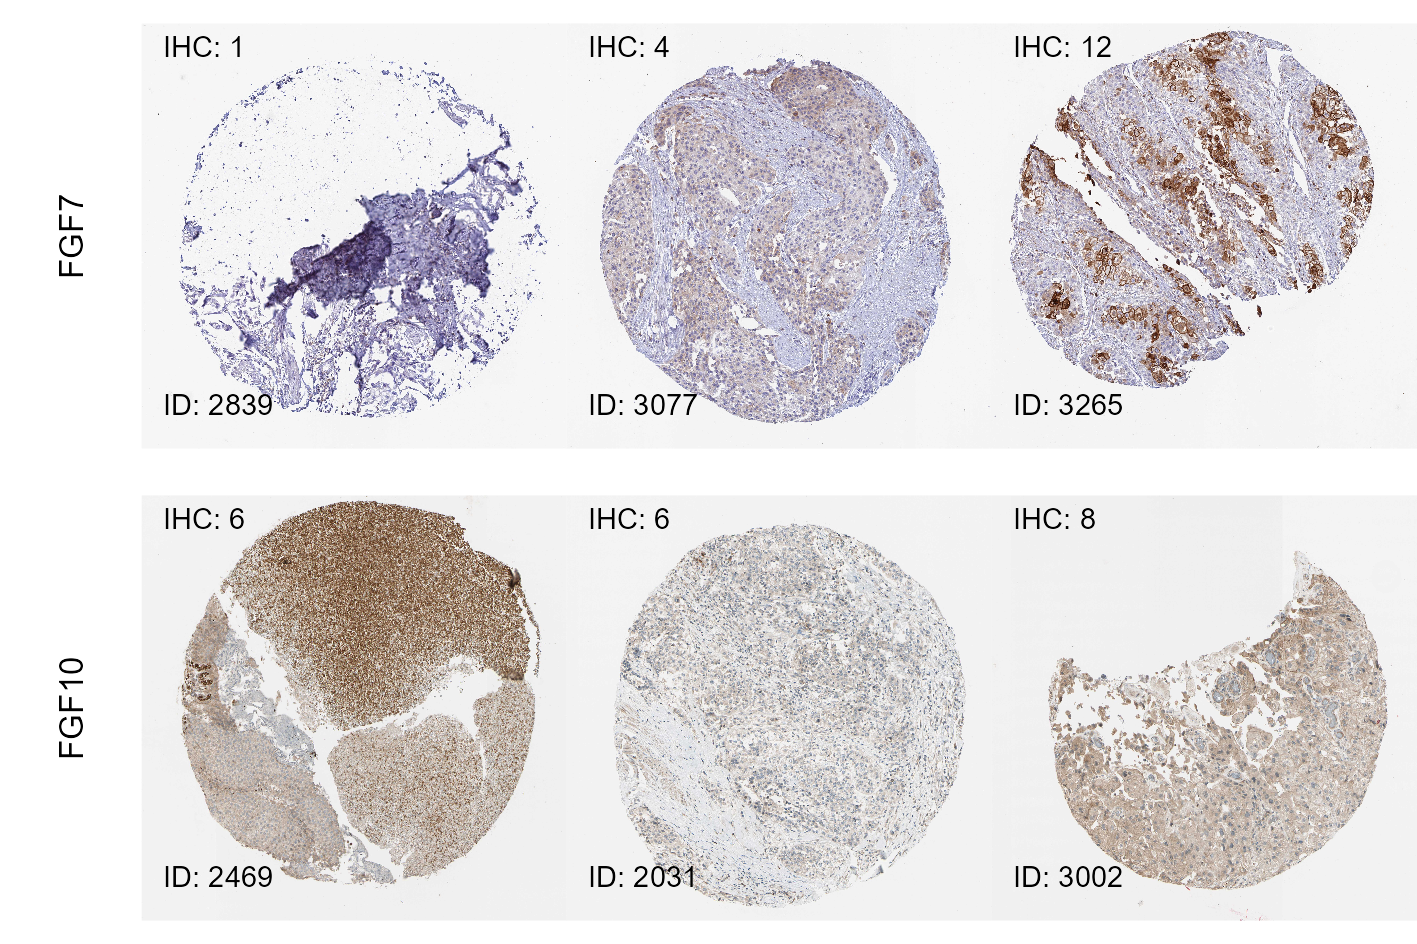 FGF7
IHC: 1
IHC: 4
IHC: 12
ID: 2839
ID: 3077
ID: 3265
FGF10
IHC: 6
IHC: 6
IHC: 8
ID: 2469
ID: 2031
ID: 3002